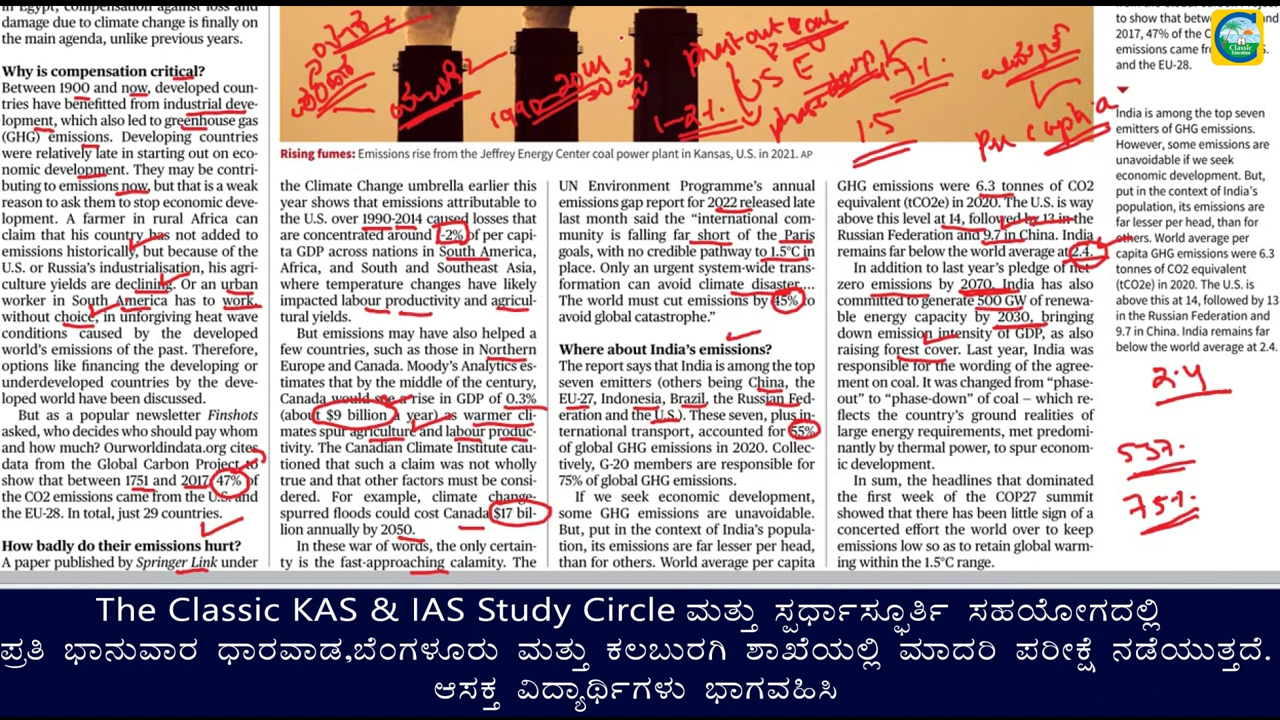 in Egypt, compensation against loss and
damage due to climate change is finally on
the main agenda, unlike previous years.
Why is compensation critical?
Between 1900 and now, developed coun-
tries have benefitted from industrial deve-
lopment, which also led to greenhouse gas
(GHG) emissions. Developing countries
were relatively late in starting out on eco-
nomic development. They may be contri-
buting to emissions now, but that is a weak
reason to ask them to stop economic deve-
lopment. A farmer in rural Africa can
claim that his country has not added to
emissions historically, but because of the
U.S. or Russia's industrialisation, his agri-
culture yields are declining. Or an urban
worker in South America has to work,
without choice, in unforgiving heat wave
conditions caused by the developed
world's emissions of the past. Therefore,
options like financing the developing or
underdeveloped countries by the deve-
loped world have been discussed.
But as a popular newsletter Finshots
asked, who decides who should pay whom
and how much? Ourworldindata.org cites
data from the Global Carbon Project to
show that between 1751 and 2017, 47% of
the CO2 emissions came from the U.S. and
the EU-28. In total, just 29 countries.
How badly do their emissions hurt?
A paper published by Springer Link under
1990-2014
1-2%
phase out coal
U S E
phase down
47%
1.5
Per capita
Rising fumes: Emissions rise from the Jeffrey Energy Center coal power plant in Kansas, U.S. in 2021. AP
the Climate Change umbrella earlier this
year shows that emissions attributable to
the U.S. over 1990-2014 caused losses that
are concentrated around 1-2% of per capi-
ta GDP across nations in South America,
Africa, and South and Southeast Asia,
where temperature changes have likely
impacted labour productivity and agricul-
tural yields.
But emissions may have also helped a
few countries, such as those in Northern
Europe and Canada. Moody's Analytics es-
timates that by the middle of the century,
Canada would see a rise in GDP of 0.3%
(about $9 billion a year) as warmer cli-
mates spur agriculture and labour produc-
tivity. The Canadian Climate Institute cau-
tioned that such a claim was not wholly
true and that other factors must be consi-
dered. For example, climate change-
spurred floods could cost Canada $17 bil-
lion annually by 2050.
In these war of words, the only certain-
ty is the fast-approaching calamity. The
UN Environment Programme's annual
emissions gap report for 2022 released late
last month said the "international com-
munity is falling far short of the Paris
goals, with no credible pathway to 1.5°C in
place. Only an urgent system-wide trans-
formation can avoid climate disaster....
The world must cut emissions by 45% to
avoid global catastrophe."
Where about India's emissions?
The report says that India is among the top
seven emitters (others being China, the
EU-27, Indonesia, Brazil, the Russian Fed-
eration and the U.S.). These seven, plus in-
ternational transport, accounted for 55%
of global GHG emissions in 2020. Collec-
tively, G-20 members are responsible for
75% of global GHG emissions.
If we seek economic development,
some GHG emissions are unavoidable.
But, put in the context of India's popula-
tion, its emissions are far lesser per head,
than for others. World average per capita
GHG emissions were 6.3 tonnes of CO2
equivalent (tCO2e) in 2020. The U.S. is way
above this level at 14, followed by 13 in the
Russian Federation and 9.7 in China. India
remains far below the world average at 2.4.
In addition to last year's pledge of net
zero emissions by 2070, India has also
committed to generate 500 GW of renewa-
ble energy capacity by 2030, bringing
down emission intensity of GDP, as also
raising forest cover. Last year, India was
responsible for the wording of the agree-
ment on coal. It was changed from "phase-
out" to "phase-down" of coal – which re-
flects the country's ground realities of
large energy requirements, met predomi-
nantly by thermal power, to spur econom-
ic development.
In sum, the headlines that dominated
the first week of the COP27 summit
showed that there has been little sign of a
concerted effort the world over to keep
emissions low so as to retain global warm-
ing within the 1.5°C range.
to show that between 1751 and
2017, 47% of the CO2
emissions came from the U.S.
and the EU-28.
India is among the top seven
emitters of GHG emissions.
However, some emissions are
unavoidable if we seek
economic development. But,
put in the context of India's
population, its emissions are
far lesser per head, than for
others. World average per
capita GHG emissions were 6.3
tonnes of CO2 equivalent
(tCO2e) in 2020. The U.S. is
above this at 14, followed by 13
in the Russian Federation and
9.7 in China. India remains far
below the world average at 2.4.
2.4
55%
75%
Classic
Education
The Classic KAS & IAS Study Circle ಮತ್ತು ಸ್ಪರ್ಧಾಸ್ಫೂರ್ತಿ ಸಹಯೋಗದಲ್ಲಿ
ಪ್ರತಿ ಭಾನುವಾರ ಧಾರವಾಡ,ಬೆಂಗಳೂರು ಮತ್ತು ಕಲಬುರಗಿ ಶಾಖೆಯಲ್ಲಿ ಮಾದರಿ ಪರೀಕ್ಷೆ ನಡೆಯುತ್ತದೆ.
ಆಸಕ್ತ ವಿದ್ಯಾರ್ಥಿಗಳು ಭಾಗವಹಿಸಿ